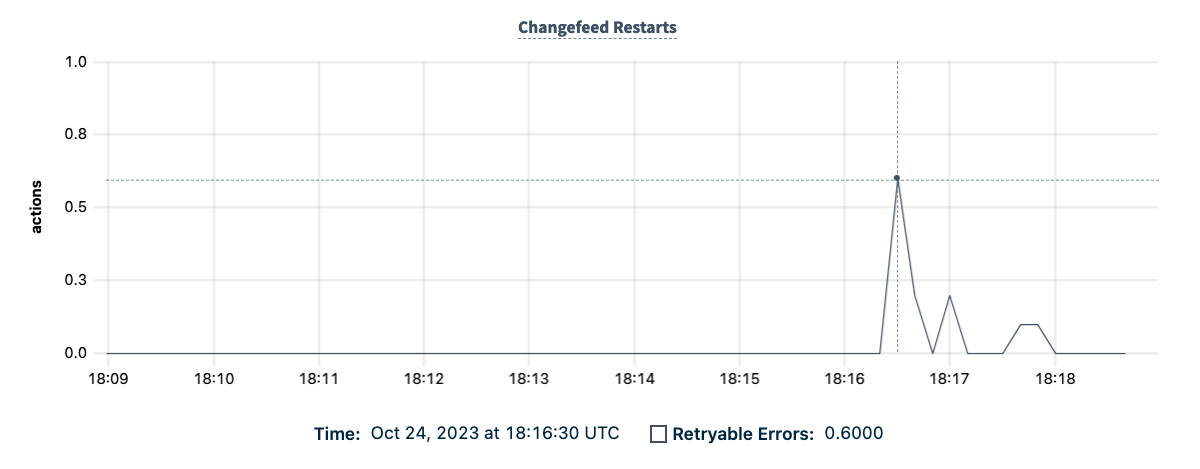 Changefeed Restarts
1.0
0.8
0.5
0.3
0.0
actions
18:09 18:10 18:11 18:12 18:13 18:14 18:15 18:16 18:17 18:18
Time: Oct 24, 2023 at 18:16:30 UTC Retryable Errors: 0.6000